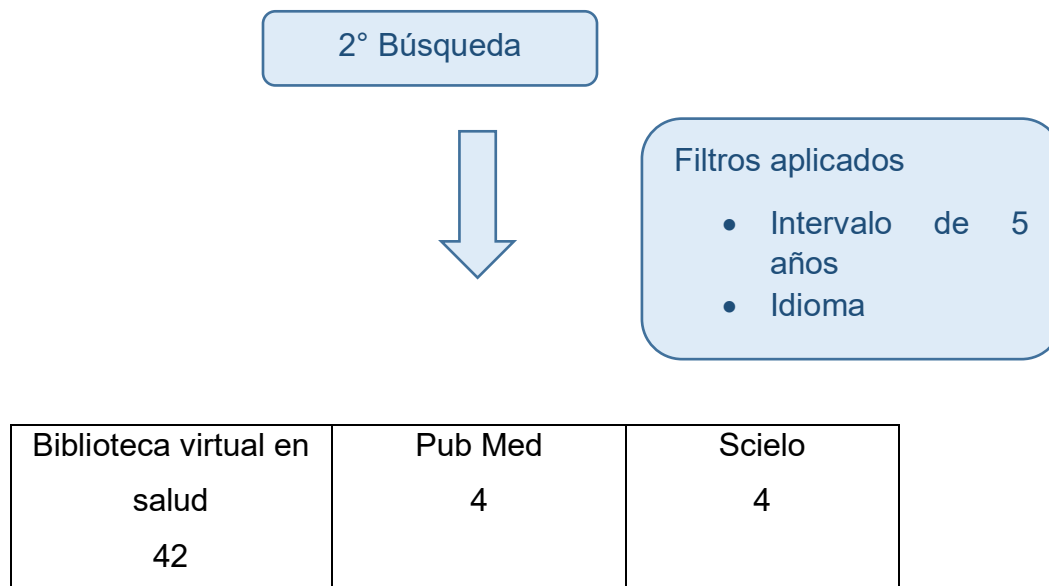 2° Búsqueda
Filtros aplicados
• Intervalo de 5
años
• Idioma
Biblioteca virtual en
salud
42
Pub Med
4
Scielo
4